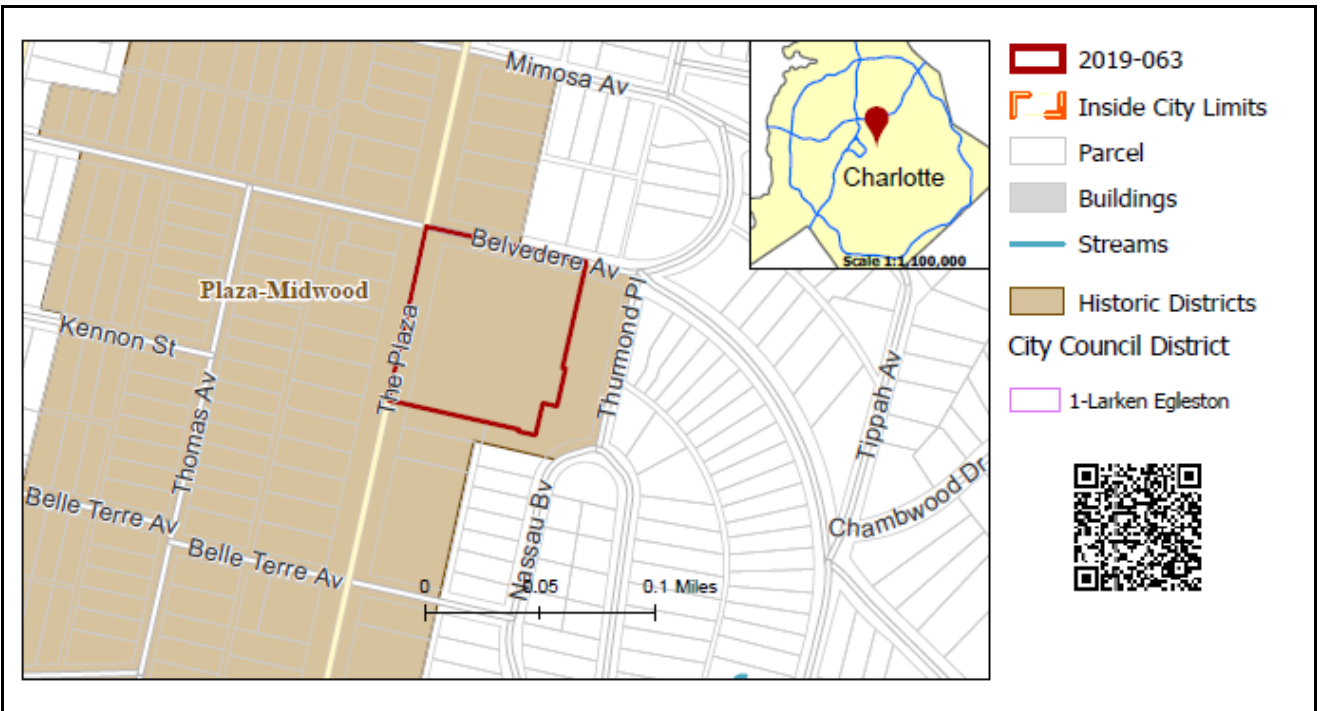 Mimosa Av
Belvedere Av
Plaza-Midwood
Kennon St
The Plaza
Thomas Av
Thurmond Pl
Tippah Av
Belle Terre Av
Belle Terre Av
Nassau Bv
Chambwood Dr
0 0.05 0.1 Miles
Charlotte
Scale 1:1,100,000
2019-063
Inside City Limits
Parcel
Buildings
Streams
Historic Districts
City Council District
1-Larken Egleston